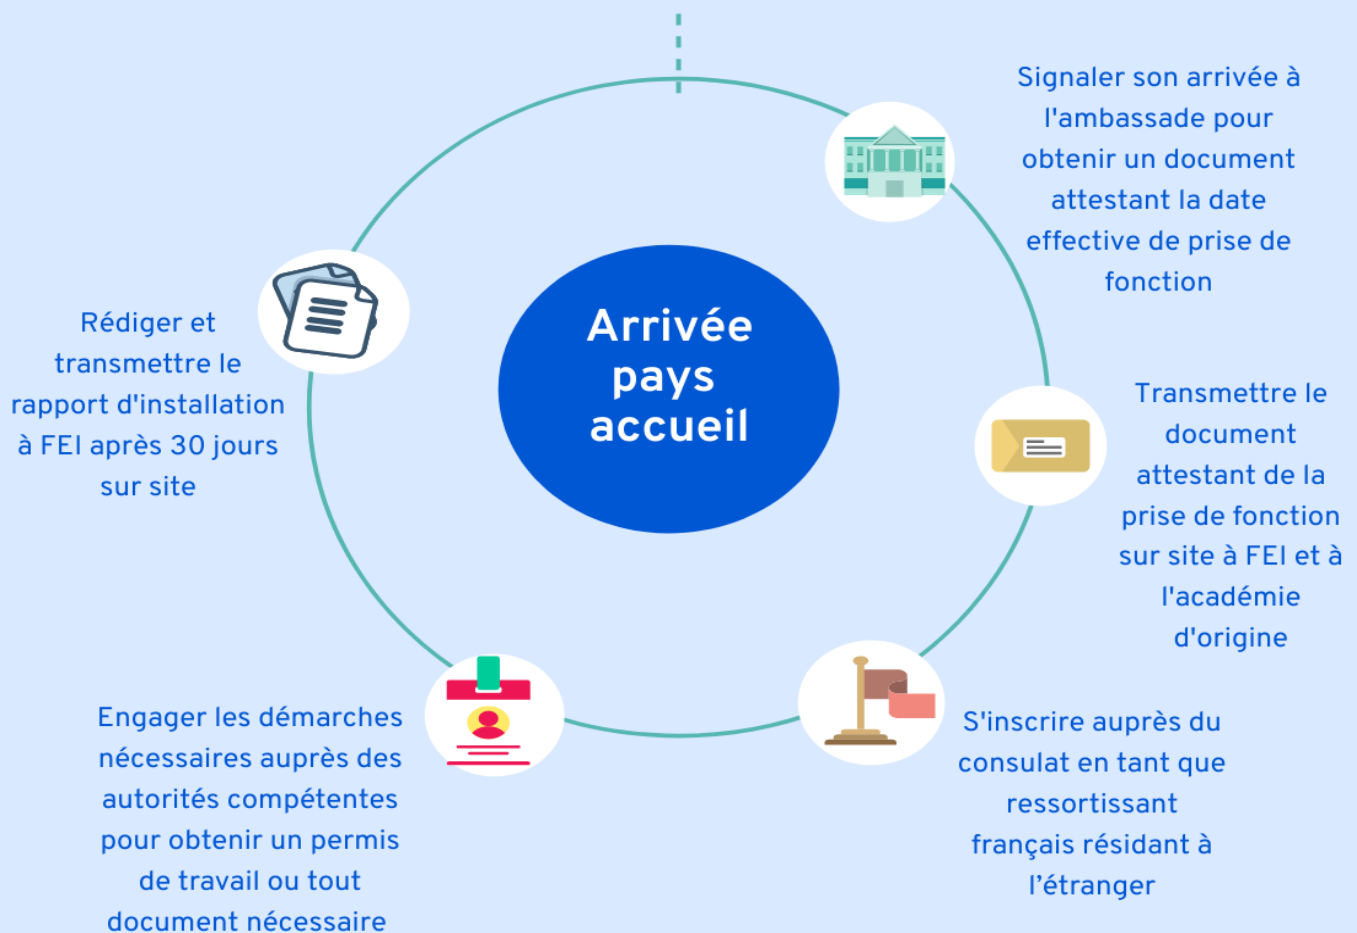 Arrivée
pays
accueil
Signaler son arrivée à
l'ambassade pour
obtenir un document
attestant la date
effective de prise de
fonction
Transmettre le
document
attestant de la
prise de fonction
sur site à FEI et à
l'académie
d'origine
S'inscrire auprès du
consulat en tant que
ressortissant
français résidant à
l’étranger
Engager les démarches
nécessaires auprès des
autorités compétentes
pour obtenir un permis
de travail ou tout
document nécessaire
Rédiger et
transmettre le
rapport d'installation
à FEI après 30 jours
sur site